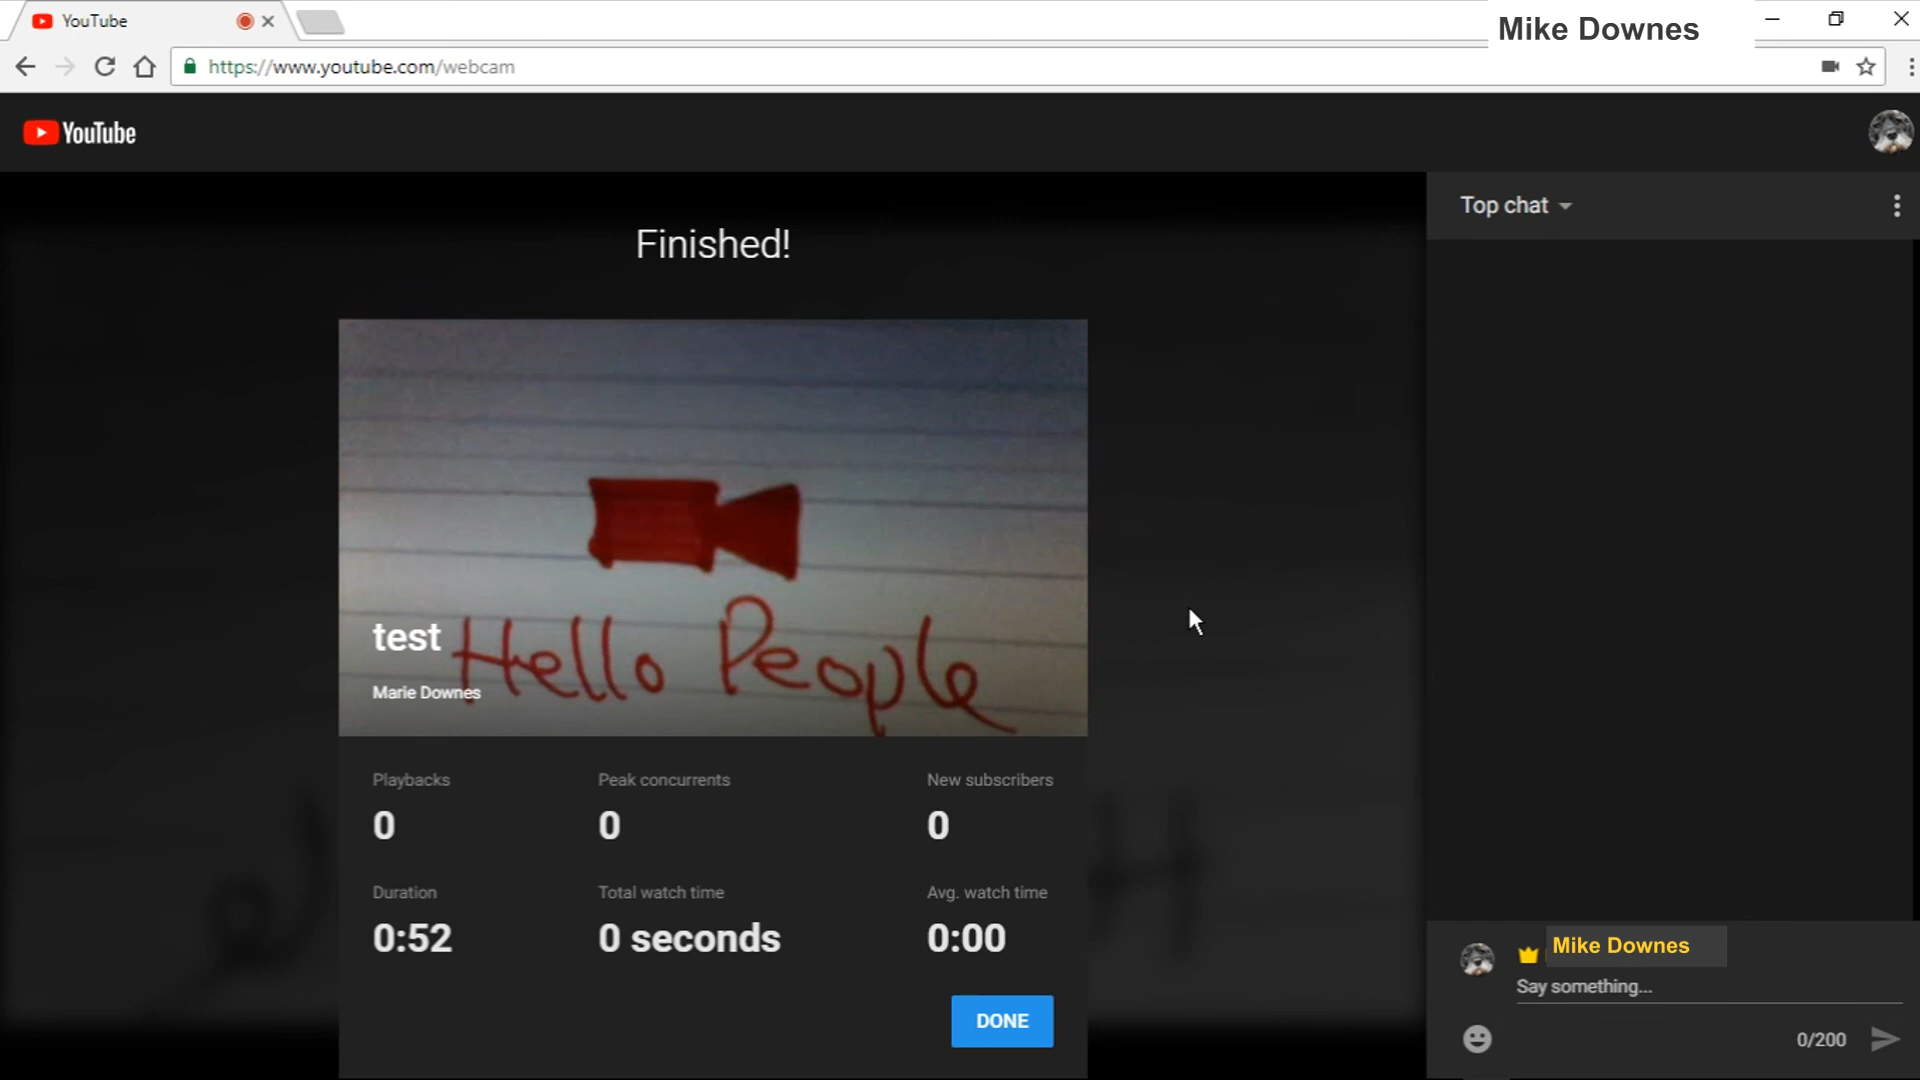 YouTube
Mike Downes
https://www.youtube.com/webcam
YouTube
Top chat
Finished!
test
Hello People
Marie Downes
Playbacks
Peak concurrents
New subscribers
0
0
0
Duration
Total watch time
Avg. watch time
0:52
0 seconds
0:00
DONE
Mike Downes
Say something...
0/200